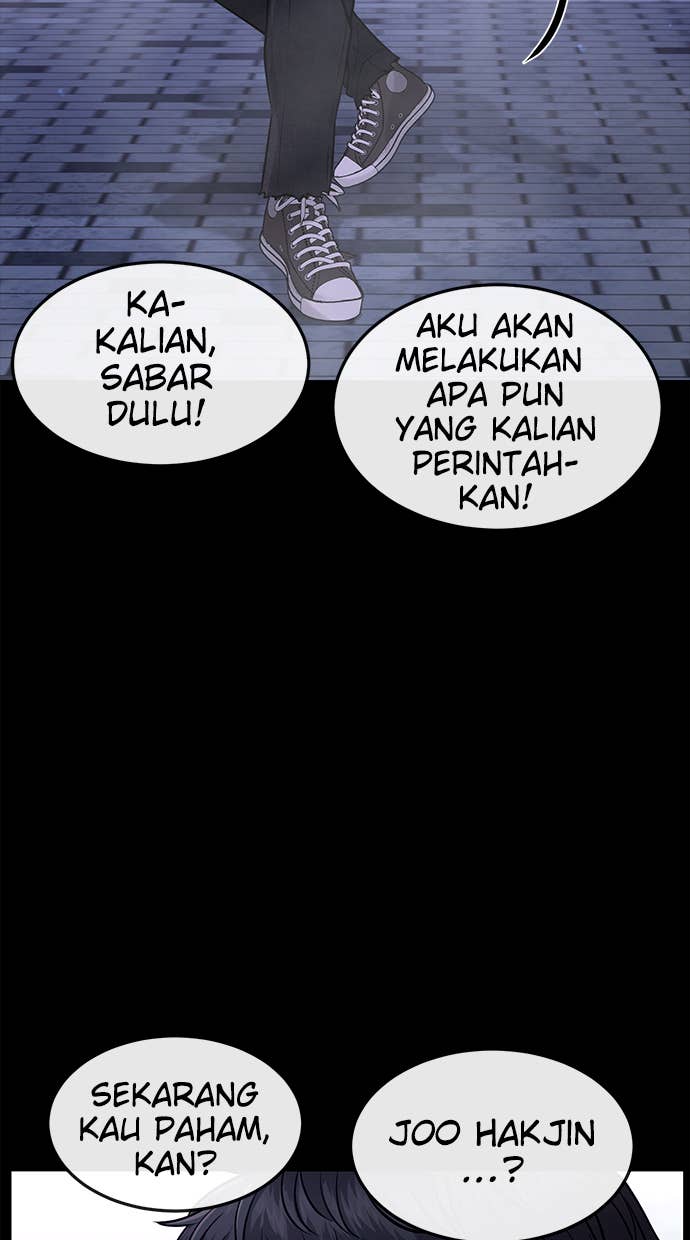 KA-
KALIAN,
SABAR
DULU!
AKU AKAN
MELAKUKAN
APA PUN
YANG KALIAN
PERINTAH-
KAN!
SEKARANG
KAU PAHAM,
KAN?
JOO HAKJIN
...?